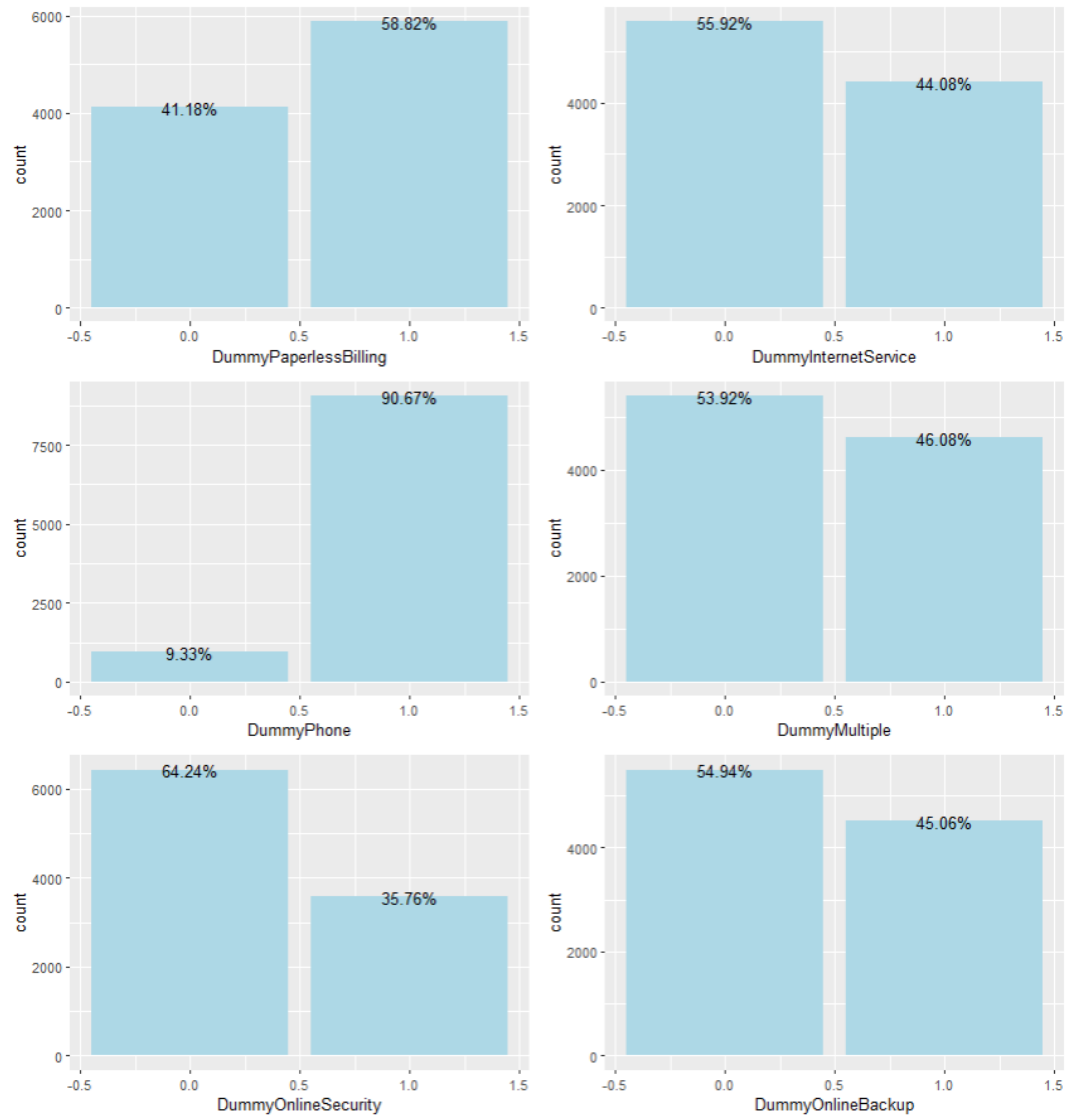 6000
4000
2000
0
count
41.18%
58.82%
-0.5 0.0 0.5 1.0 1.5
DummyPaperlessBilling
4000
2000
0
count
55.92%
44.08%
-0.5 0.0 0.5 1.0 1.5
DummyInternetService
7500
5000
2500
0
count
9.33%
90.67%
-0.5 0.0 0.5 1.0 1.5
DummyPhone
4000
2000
0
count
53.92%
46.08%
-0.5 0.0 0.5 1.0 1.5
DummyMultiple
6000
4000
2000
0
count
64.24%
35.76%
-0.5 0.0 0.5 1.0 1.5
DummyOnlineSecurity
4000
2000
0
count
54.94%
45.06%
-0.5 0.0 0.5 1.0 1.5
DummyOnlineBackup